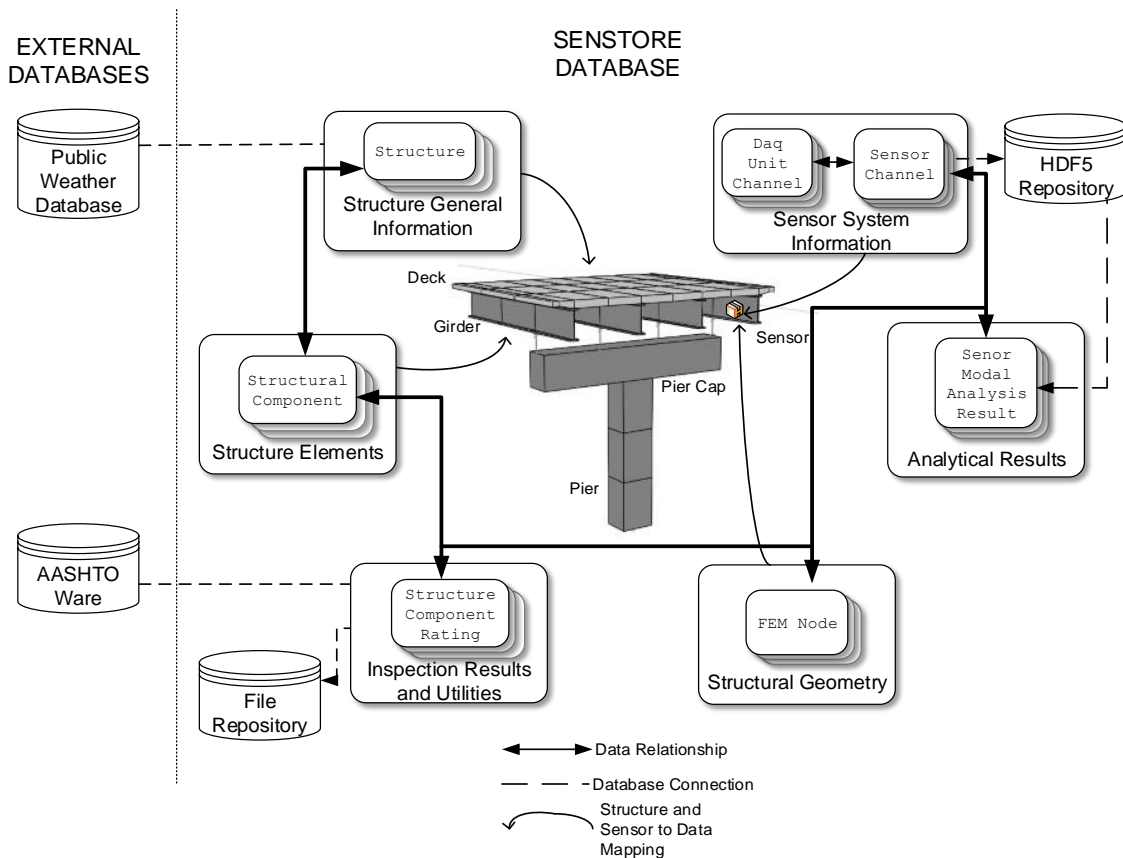 EXTERNAL
DATABASES
SENSTORE
DATABASE
Public
Weather
Database
Structure
Structure General
Information
Daq
Unit
Channel
Sensor
Channel
Sensor System
Information
HDF5
Repository
Deck
Girder
Sensor
Pier Cap
Pier
Structural
Component
Structure Elements
Senor
Modal
Analysis
Result
Analytical Results
AASHTO
Ware
File
Repository
Structure
Component
Rating
Inspection Results
and Utilities
FEM Node
Structural Geometry
Data Relationship
Database Connection
Structure and
Sensor to Data
Mapping